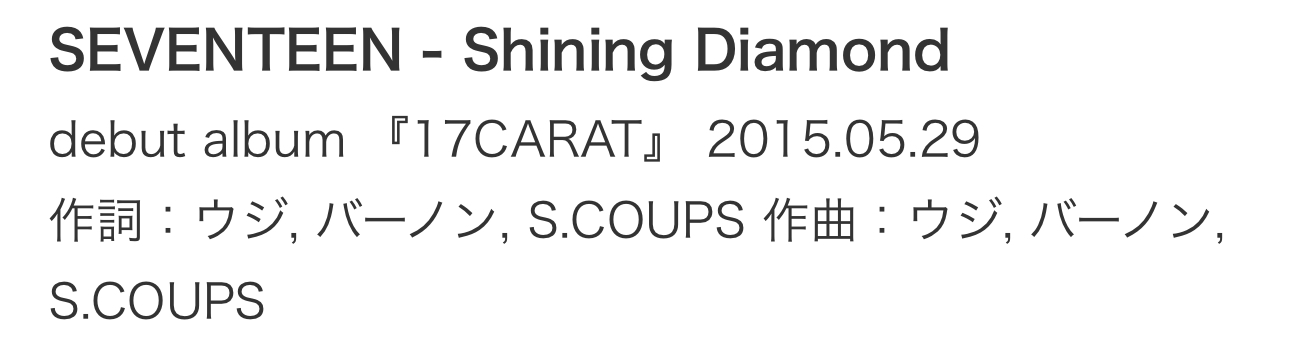 SEVENTEEN - Shining Diamond
debut album 『17CARAT』 2015.05.29
作詞：ウジ, バーノン, S.COUPS 作曲：ウジ, バーノン,
S.COUPS